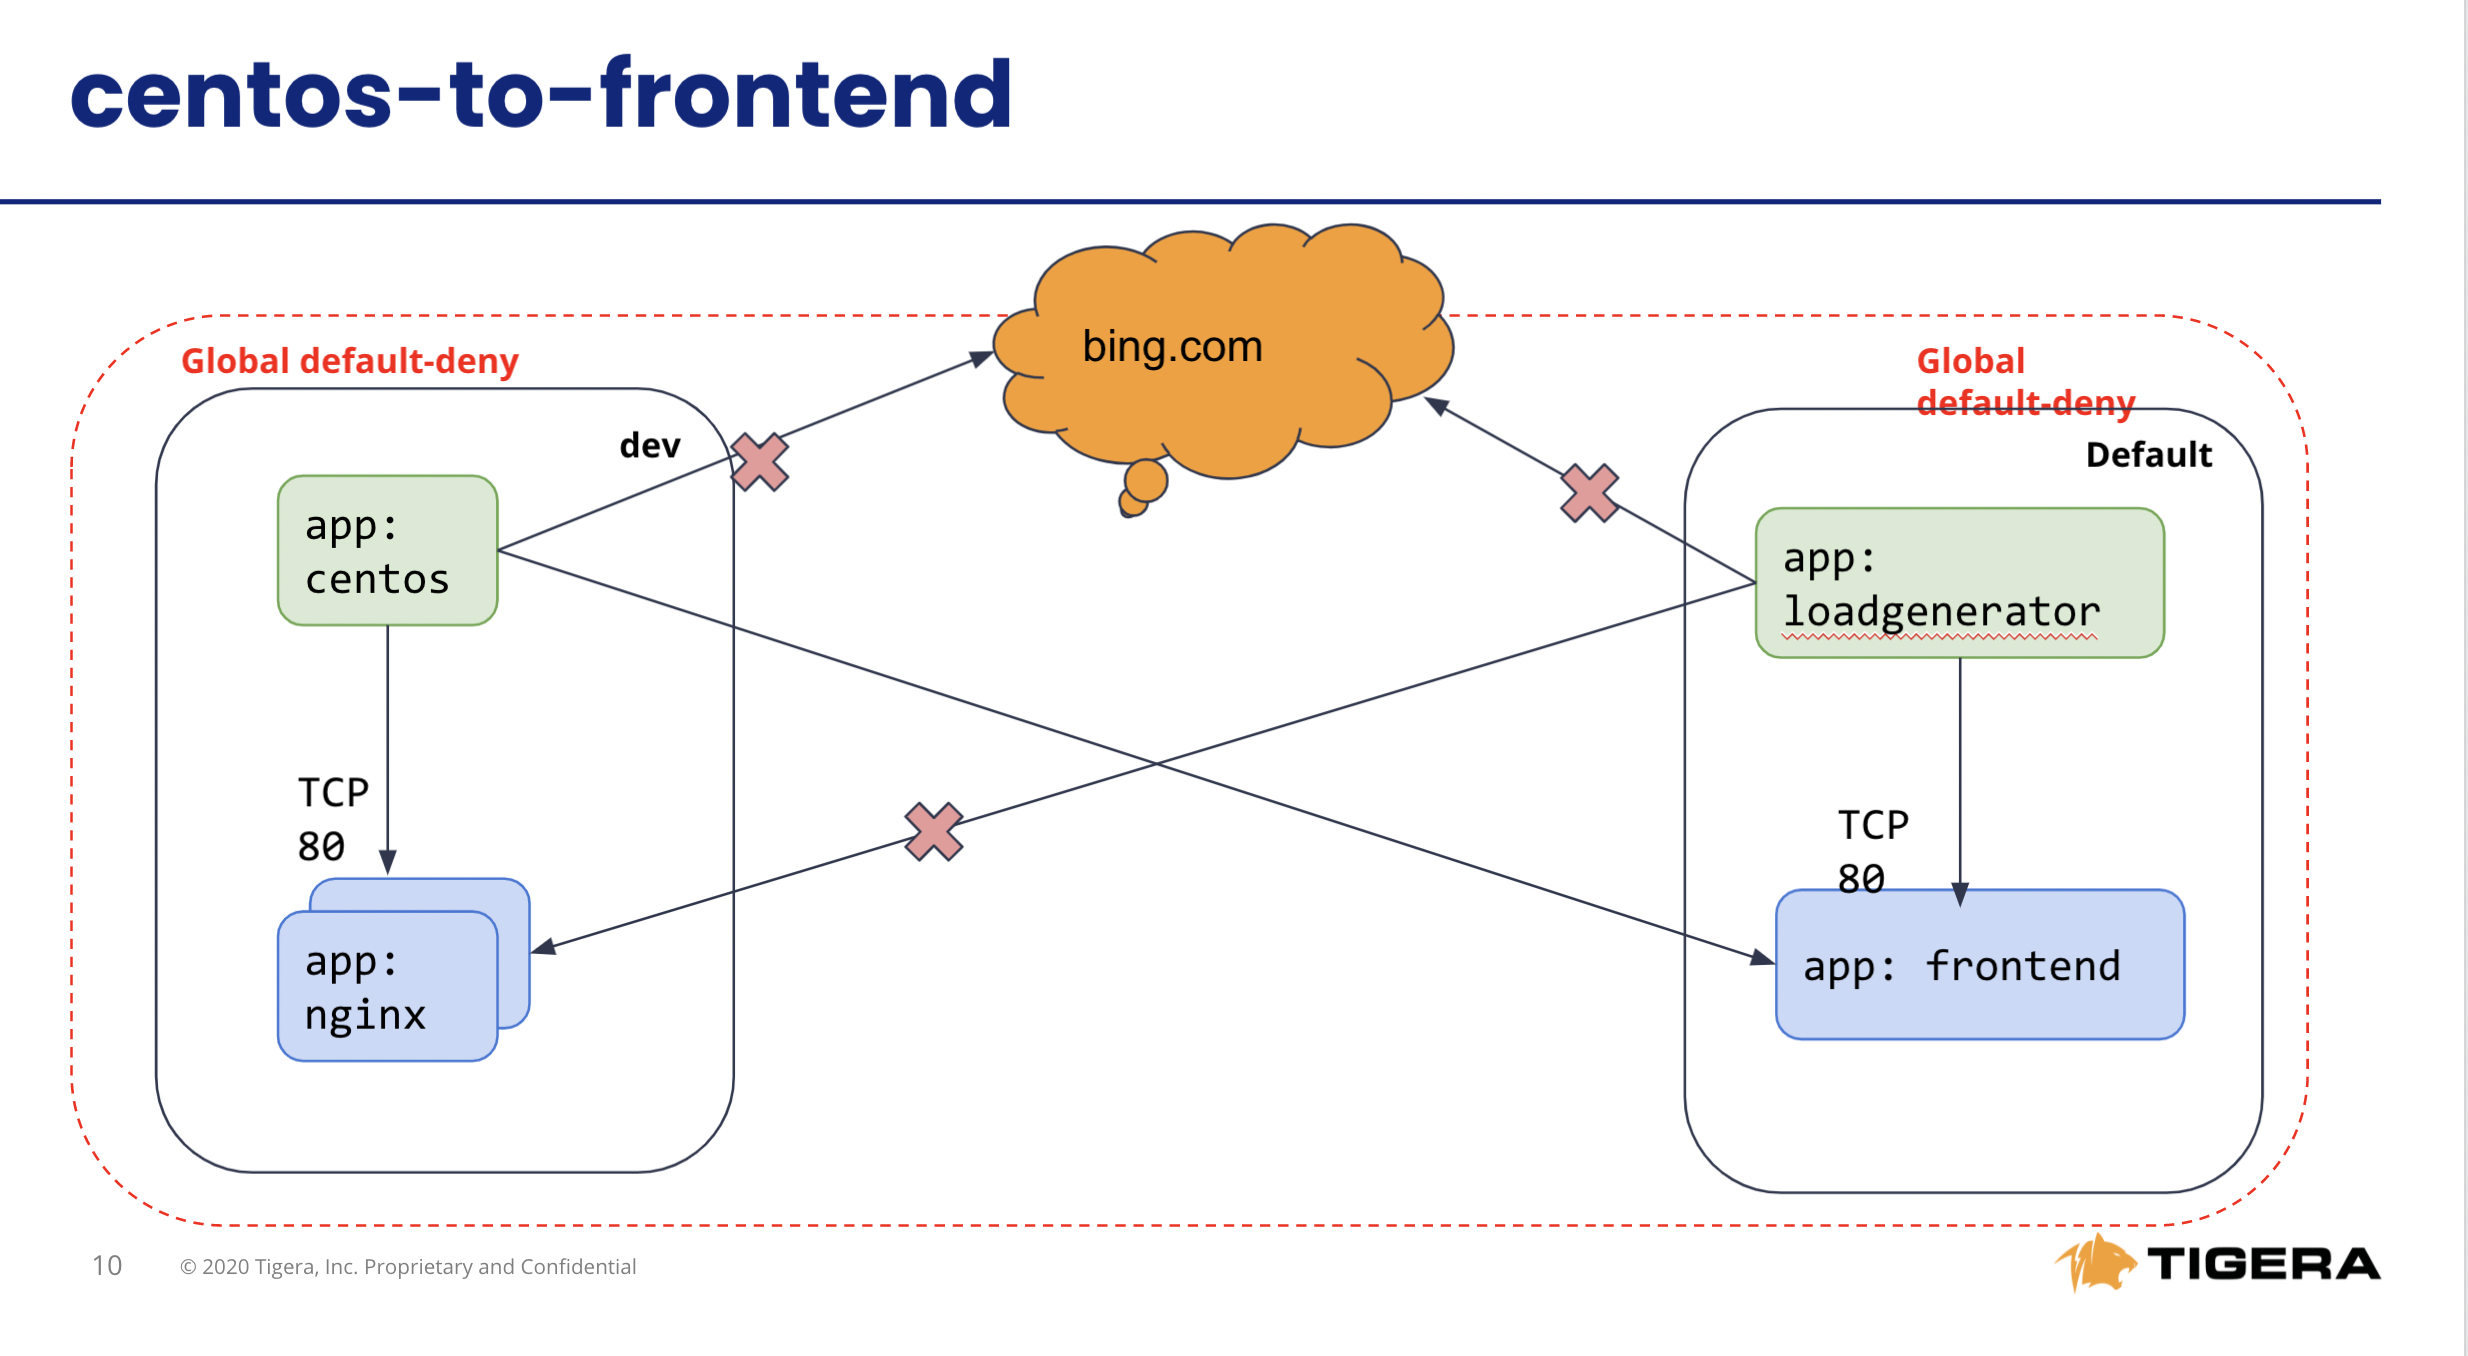 centos-to-frontend
bing.com
Global default-deny
Global
default-deny
dev
Default
app:
centos
app:
loadgenerator
TCP
80
TCP
80
app:
nginx
app: frontend
10
© 2020 Tigera, Inc. Proprietary and Confidential
TIGERA